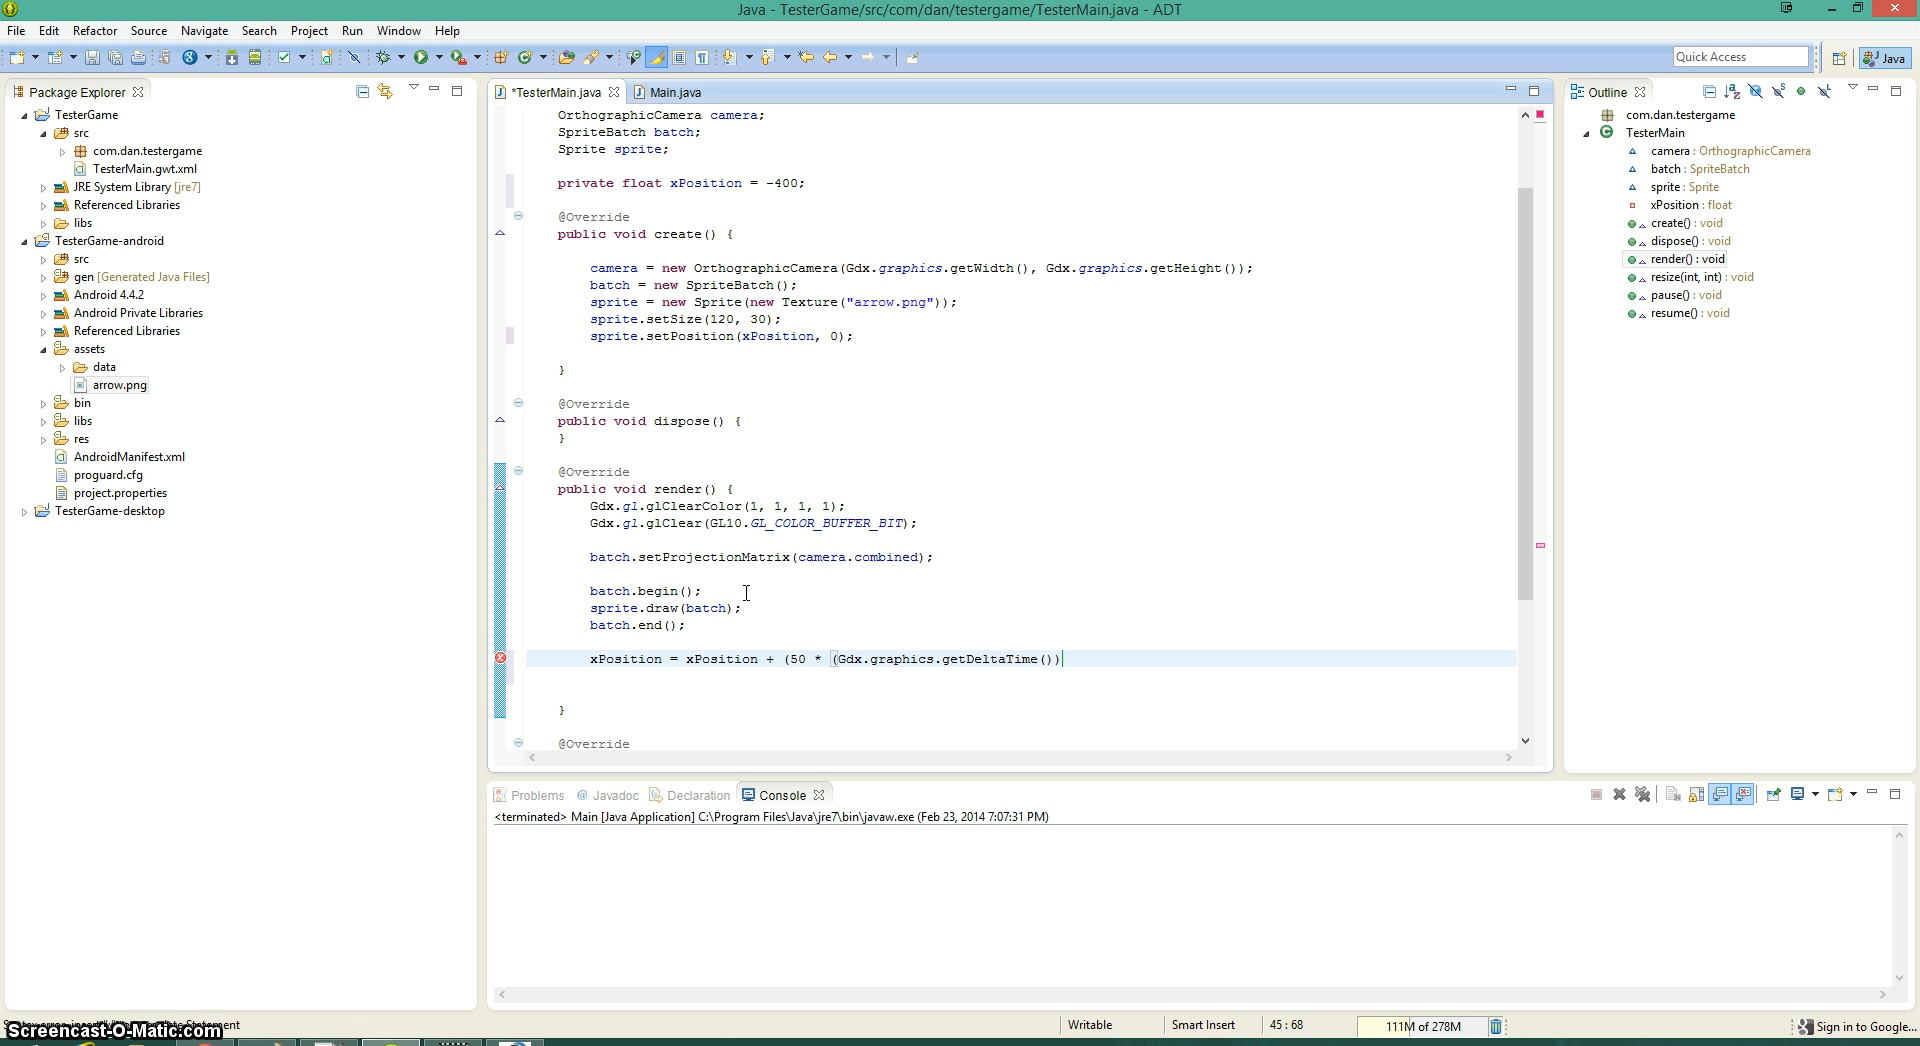 Java - TesterGame/src/com/dan/testergame/TesterMain.java - ADT
File Edit Refactor Source Navigate Search Project Run Window Help
Quick Access
Java
Package Explorer
TesterGame
src
com.dan.testergame
TesterMain.gwt.xml
JRE System Library [jre7]
Referenced Libraries
libs
TesterGame-android
src
gen [Generated Java Files]
Android 4.4.2
Android Private Libraries
Referenced Libraries
assets
data
arrow.png
bin
libs
res
AndroidManifest.xml
proguard.cfg
project.properties
TesterGame-desktop
*TesterMain.java Main.java
OrthographicCamera camera;
SpriteBatch batch;
Sprite sprite;
private float xPosition = -400;
@Override
public void create() {
camera = new OrthographicCamera(Gdx.graphics.getWidth(), Gdx.graphics.getHeight());
batch = new SpriteBatch();
sprite = new Sprite(new Texture("arrow.png"));
sprite.setSize(120, 30);
sprite.setPosition(xPosition, 0);
}
@Override
public void dispose() {
}
@Override
public void render() {
Gdx.gl.glClearColor(1, 1, 1, 1);
Gdx.gl.glClear(GL10.GL_COLOR_BUFFER_BIT);
batch.setProjectionMatrix(camera.combined);
batch.begin();
sprite.draw(batch);
batch.end();
xPosition = xPosition + (50 * (Gdx.graphics.getDeltaTime())
}
@Override
Outline
com.dan.testergame
TesterMain
camera : OrthographicCamera
batch : SpriteBatch
sprite : Sprite
xPosition : float
create() : void
dispose() : void
render() : void
resize(int, int) : void
pause() : void
resume() : void
Problems @ Javadoc Declaration Console
<terminated> Main [Java Application] C:\Program Files\Java\jre7\bin\javaw.exe (Feb 23, 2014 7:07:31 PM)
Screencast-O-Matic.com
Statement
Writable
Smart Insert
45 : 68
111M of 278M
Sign in to Google...